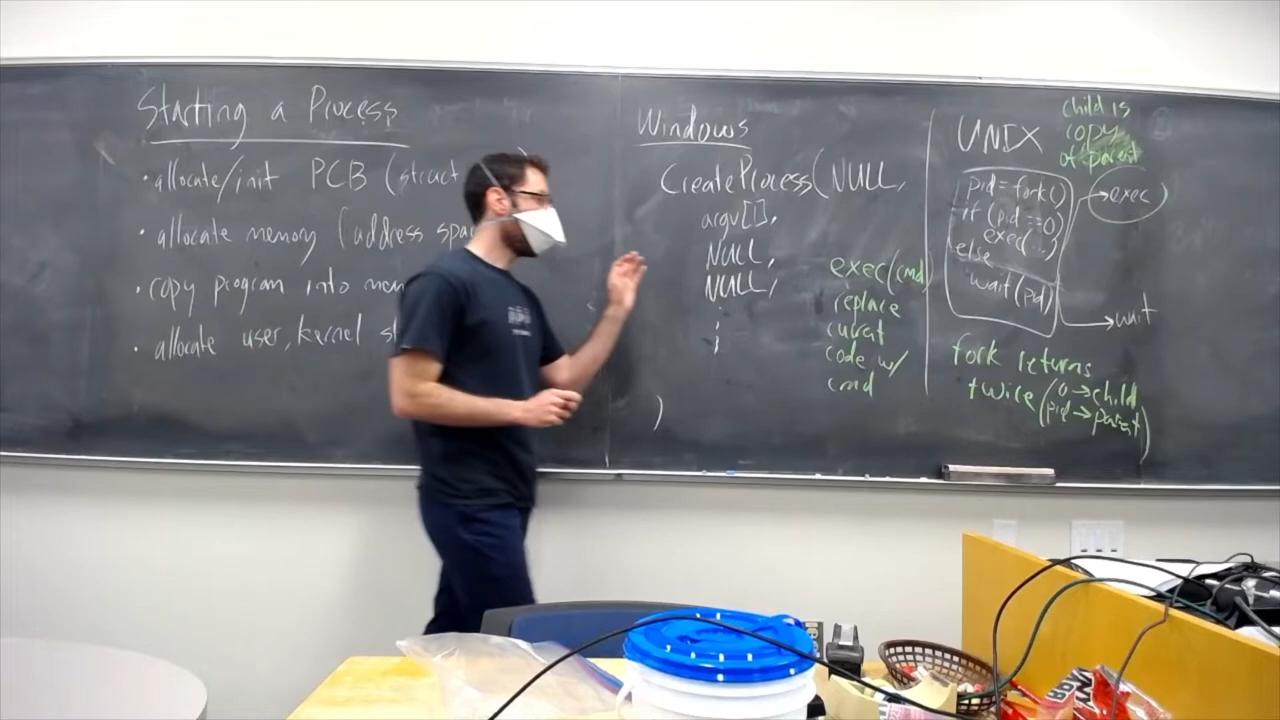 Starting a Process
· allocate/init PCB (struct )
· allocate memory (address spa
· copy program into mem
· allocate user, kernel s
Windows
CreateProcess(NULL,
argv[],
NULL,
NULL,
:
)
exec(cmd)
replace
current
code w/
cmd
UNIX
child is
copy
of parent
pid = fork()
if (pid ==0)
exec(...)
else
wait(pid)
→exec)
→wait
fork returns
twice (0→child
pid→parent)